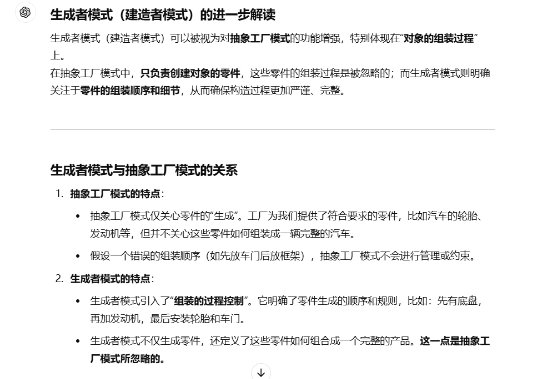 生成者模式（建造者模式）的进一步解读
生成者模式（建造者模式）可以被视为对抽象工厂模式的功能增强，特别体现在“对象的组装过程”
上。
在抽象工厂模式中，只负责创建对象的零件，这些零件的组装过程是被忽略的；而生成者模式则明确
关注于零件的组装顺序和细节，从而确保构造过程更加严谨、完整。
生成者模式与抽象工厂模式的关系
1. 抽象工厂模式的特点：
• 抽象工厂模式仅关心零件的“生成”。工厂为我们提供了符合要求的零件，比如汽车的轮胎、
发动机等，但并不关心这些零件如何组装成一辆完整的汽车。
• 假设一个错误的组装顺序（如先放车门后放框架），抽象工厂模式不会进行管理或约束。
2. 生成者模式的特点：
• 生成者模式引入了“组装的过程控制”。它明确了零件生成的顺序和规则，比如：先有底盘，
再加发动机，最后安装轮胎和车门。
• 生成者模式不仅生成零件，还定义了这些零件如何组合成一个完整的产品。这一点是抽象工
厂模式所忽略的。